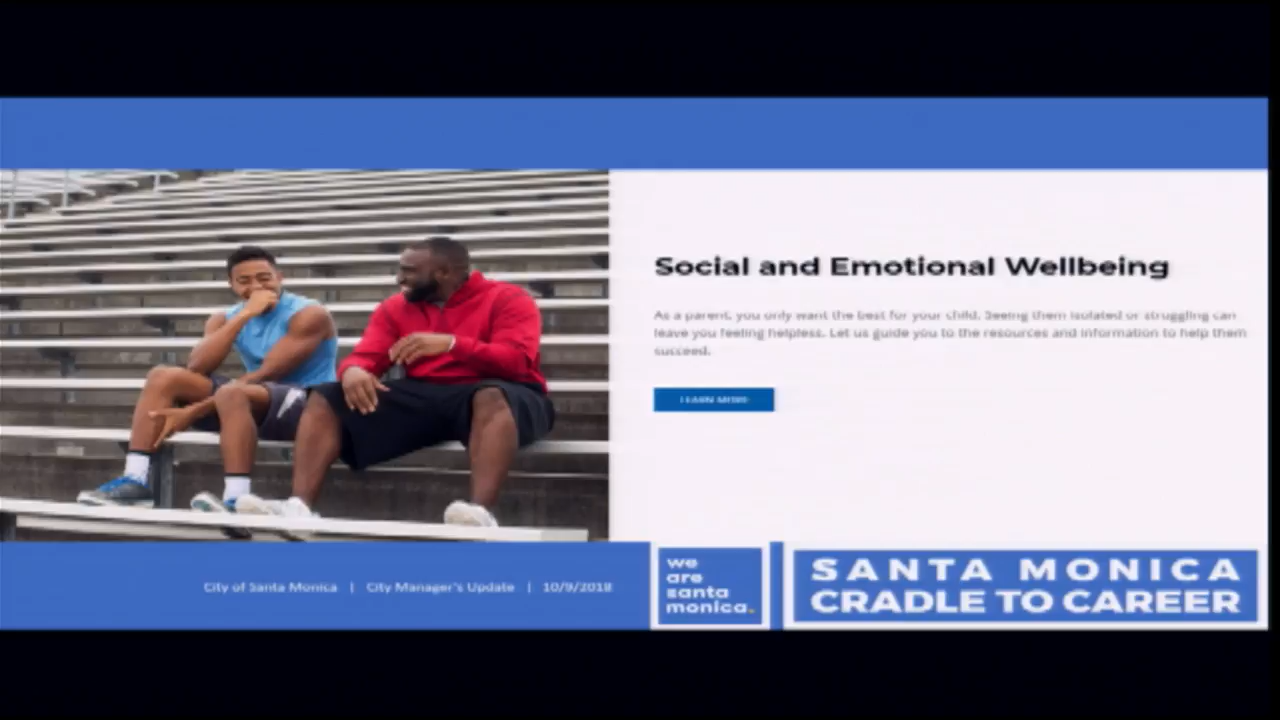 Social and Emotional Wellbeing
As a parent, you only want the best for your child. Seeing them isolated or struggling can
leave you feeling helpless. Let us guide you to the resources and information to help them
succeed.
LEARN MORE
City of Santa Monica | City Manager's Update | 10/9/2018
we
are
santa
monica.
SANTA MONICA
CRADLE TO CAREER